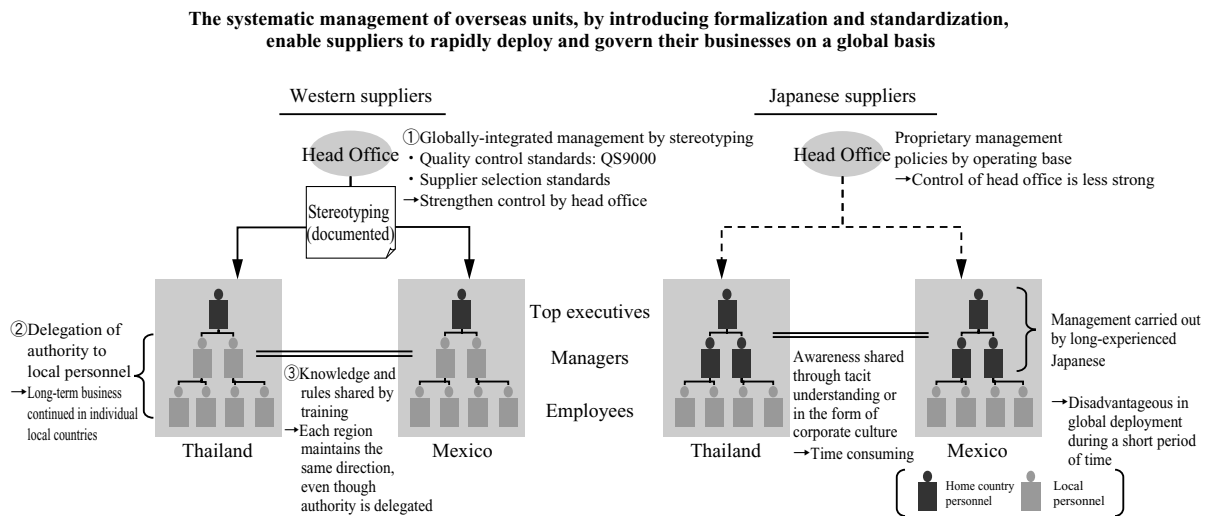 The systematic management of overseas units, by introducing formalization and standardization,
enable suppliers to rapidly deploy and govern their businesses on a global basis
Western suppliers
Head Office
①Globally-integrated management by stereotyping
・Quality control standards: QS9000
・Supplier selection standards
→Strengthen control by head office
Stereotyping
(documented)
②Delegation of
authority to
local personnel
→Long-term business
continued in individual
local countries
Thailand
③Knowledge and
rules shared by
training
→Each region
maintains the
same direction,
even though
authority is delegated
Mexico
Top executives
Managers
Employees
Japanese suppliers
Head Office
Proprietary management
policies by operating base
→Control of head office is less strong
Thailand
Awareness shared
through tacit
understanding or
in the form of
corporate culture
→Time consuming
Mexico
Management carried out
by long-experienced
Japanese
→Disadvantageous in
global deployment
during a short period
of time
Home country
personnel
Local
personnel